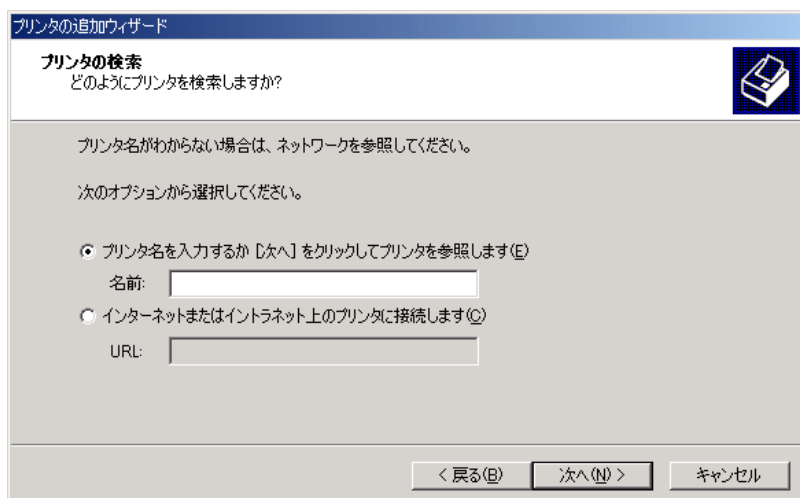 プリンタの追加ウィザード
プリンタの検索
どのようにプリンタを検索しますか?
プリンタ名がわからない場合は、ネットワークを参照してください。
次のオプションから選択してください。
プリンタ名を入力するか [次へ] をクリックしてプリンタを参照します(E)
名前:
インターネットまたはイントラネット上のプリンタに接続します(C)
URL:
< 戻る(B) 次へ(N) > キャンセル